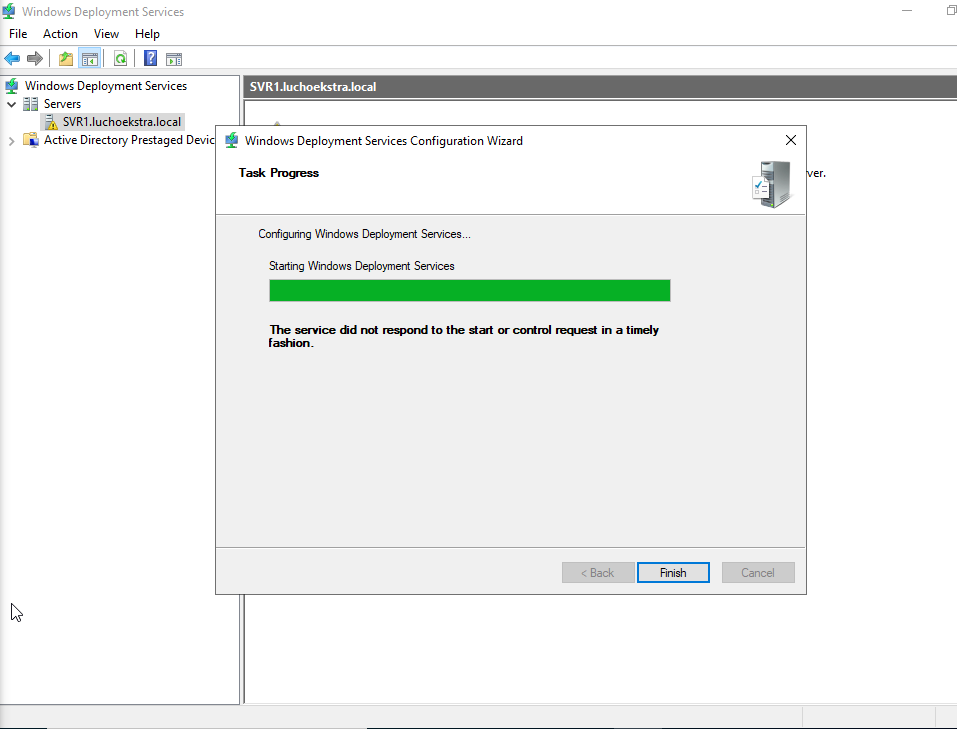 Windows Deployment Services
File Action View Help
Windows Deployment Services
Servers
SVR1.luchoekstra.local
Active Directory Prestaged Devic
SVR1.luchoekstra.local
Windows Deployment Services Configuration Wizard
Task Progress
ver.
Configuring Windows Deployment Services...
Starting Windows Deployment Services
The service did not respond to the start or control request in a timely
fashion.
< Back Finish Cancel